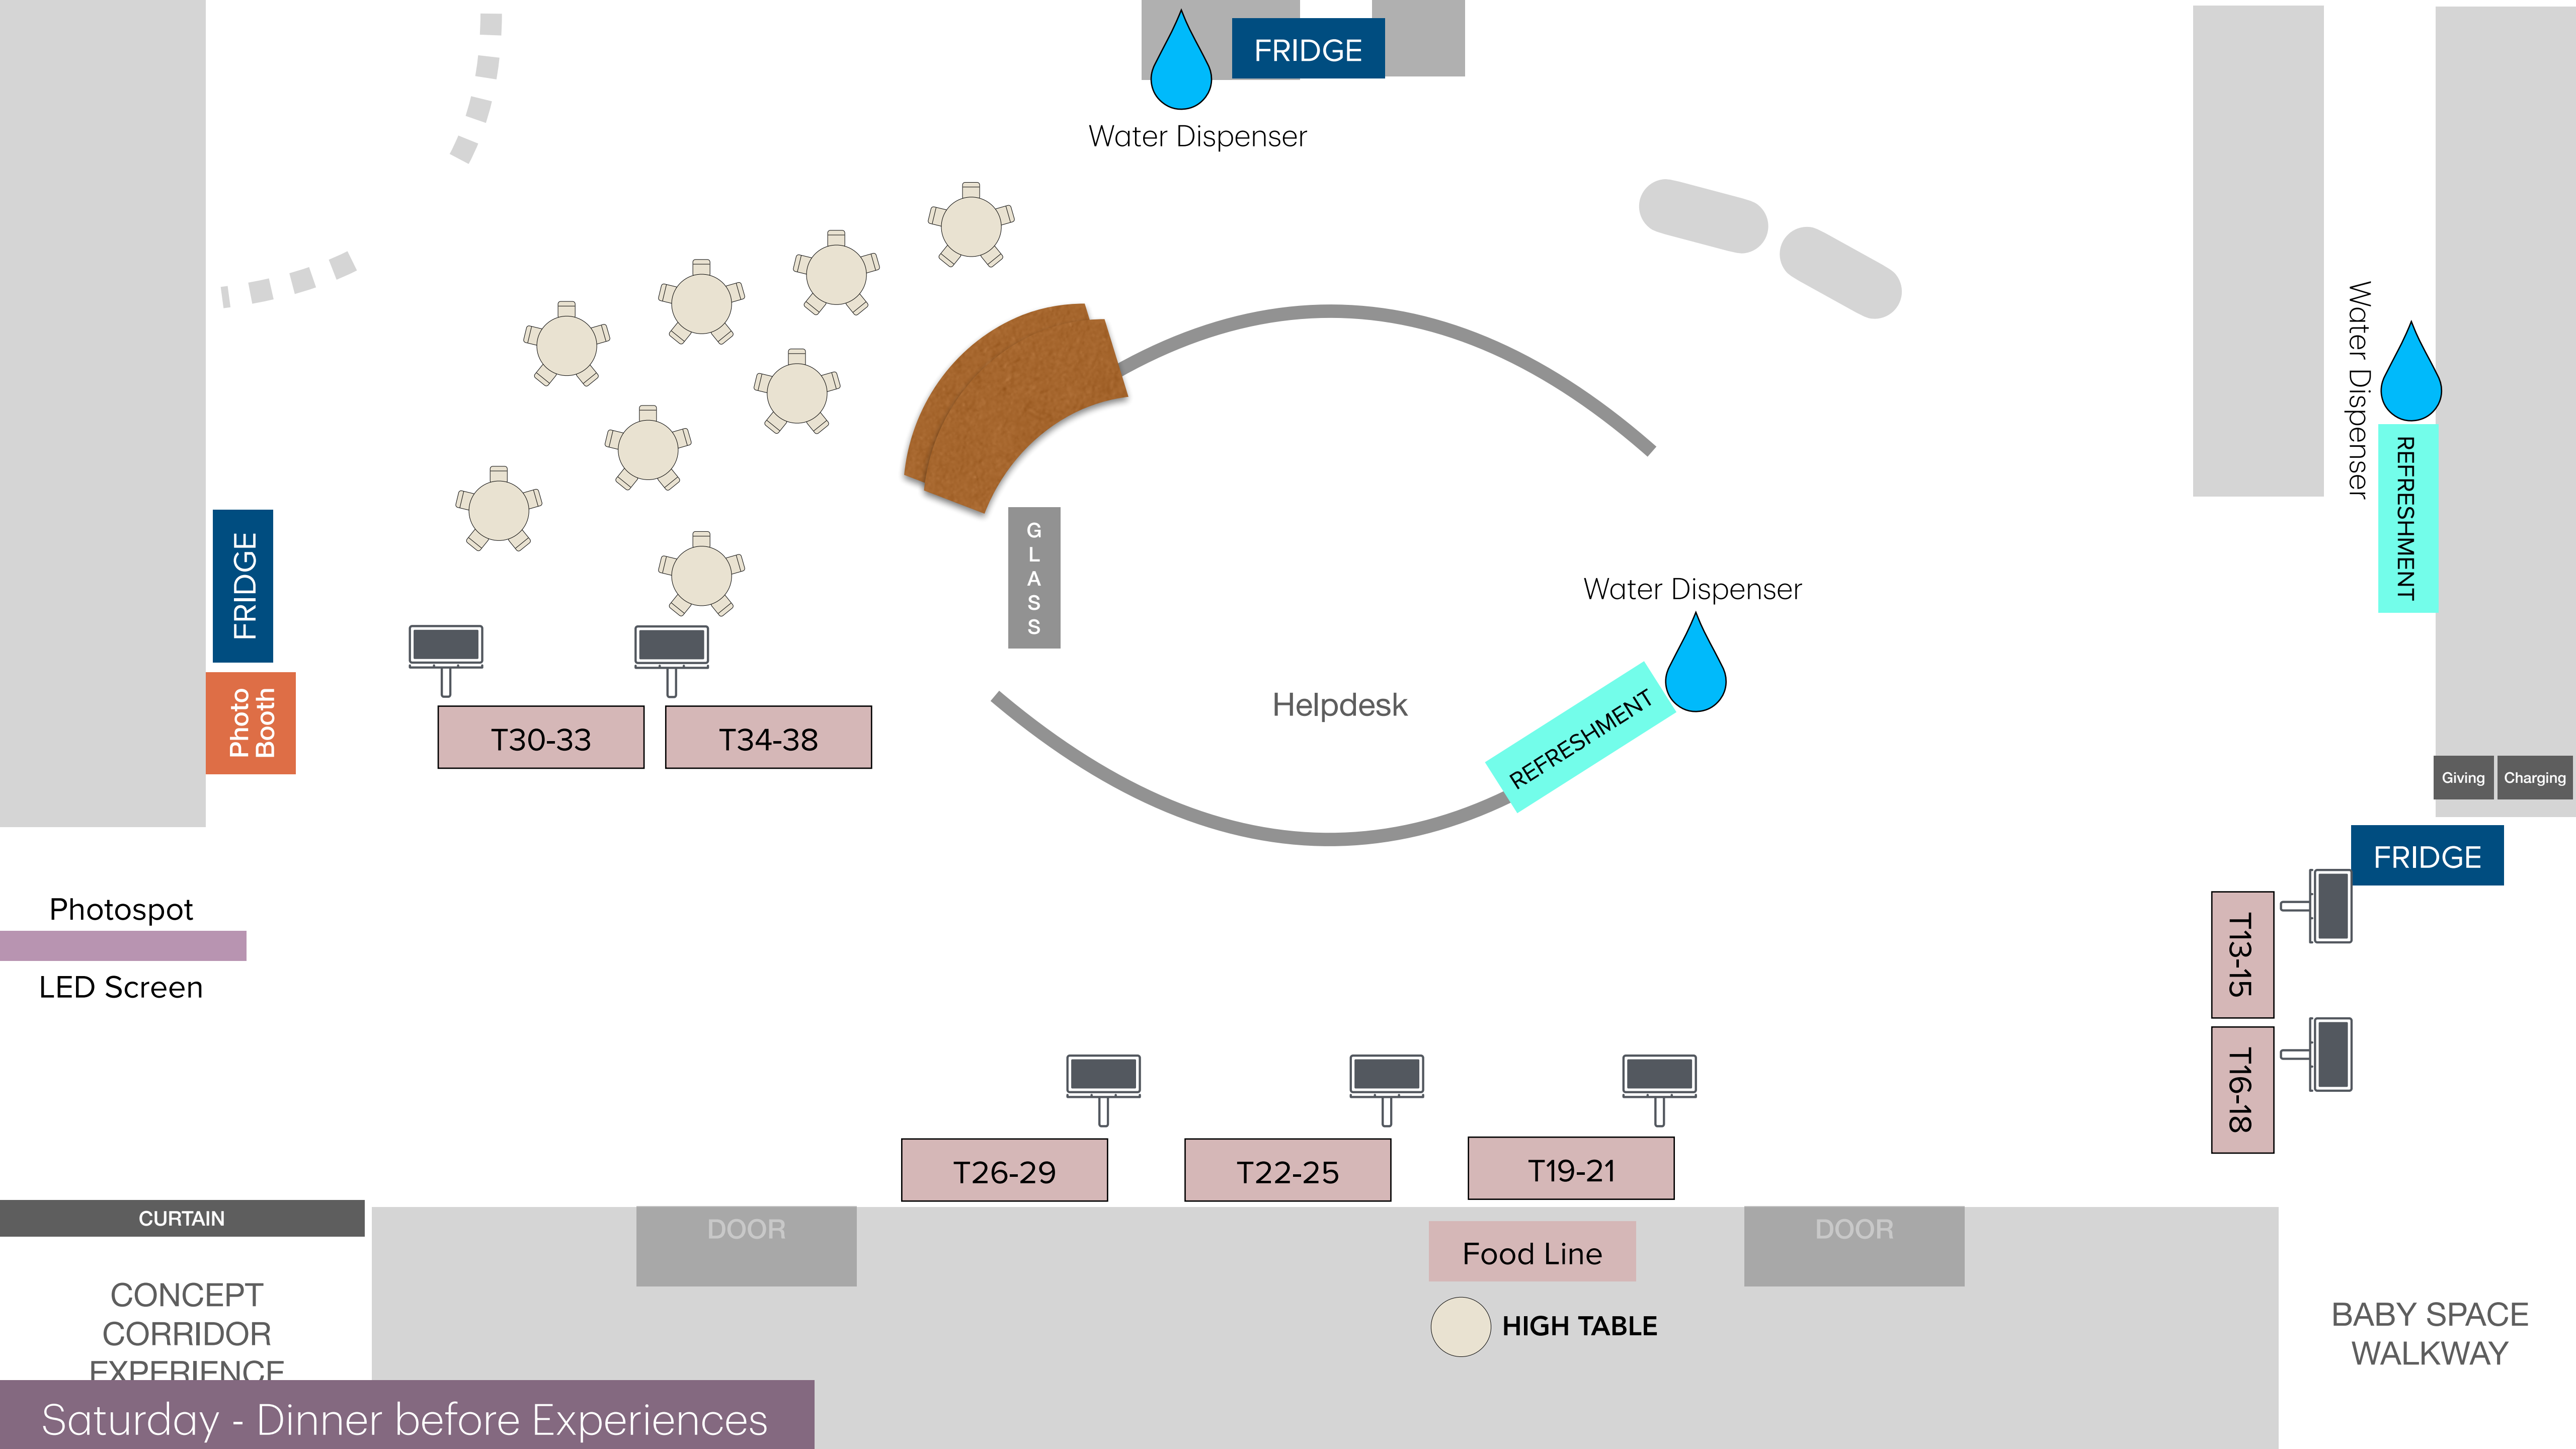 FRIDGE
Water Dispenser
Water Dispenser
REFRESHMENT
G
L
A
S
S
FRIDGE
Water Dispenser
Photo
Booth
Helpdesk
REFRESHMENT
T30-33
T34-38
Giving
Charging
FRIDGE
Photospot
LED Screen
T13-15
T16-18
T26-29
T22-25
T19-21
CURTAIN
DOOR
DOOR
Food Line
HIGH TABLE
CONCEPT
CORRIDOR
EXPERIENCE
BABY SPACE
WALKWAY
Saturday - Dinner before Experiences